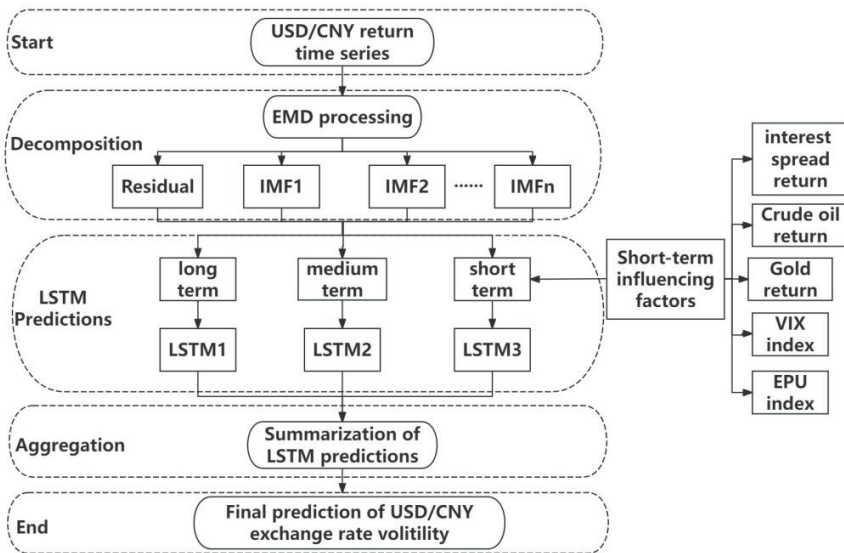 Start
USD/CNY return
time series
Decomposition
EMD processing
Residual
IMF1
IMF2
······
IMFn
LSTM
Predictions
long
term
medium
term
short
term
LSTM1
LSTM2
LSTM3
Short-term
influencing
factors
interest
spread
return
Crude oil
return
Gold
return
VIX
index
EPU
index
Aggregation
Summarization of
LSTM predictions
End
Final prediction of USD/CNY
exchange rate volitility